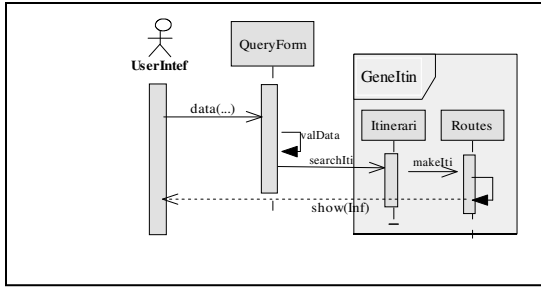 QueryForm
UserIntef
GeneItin
data(...)
Itinerari
Routes
valData
searchIti
makeIti
show(Inf)